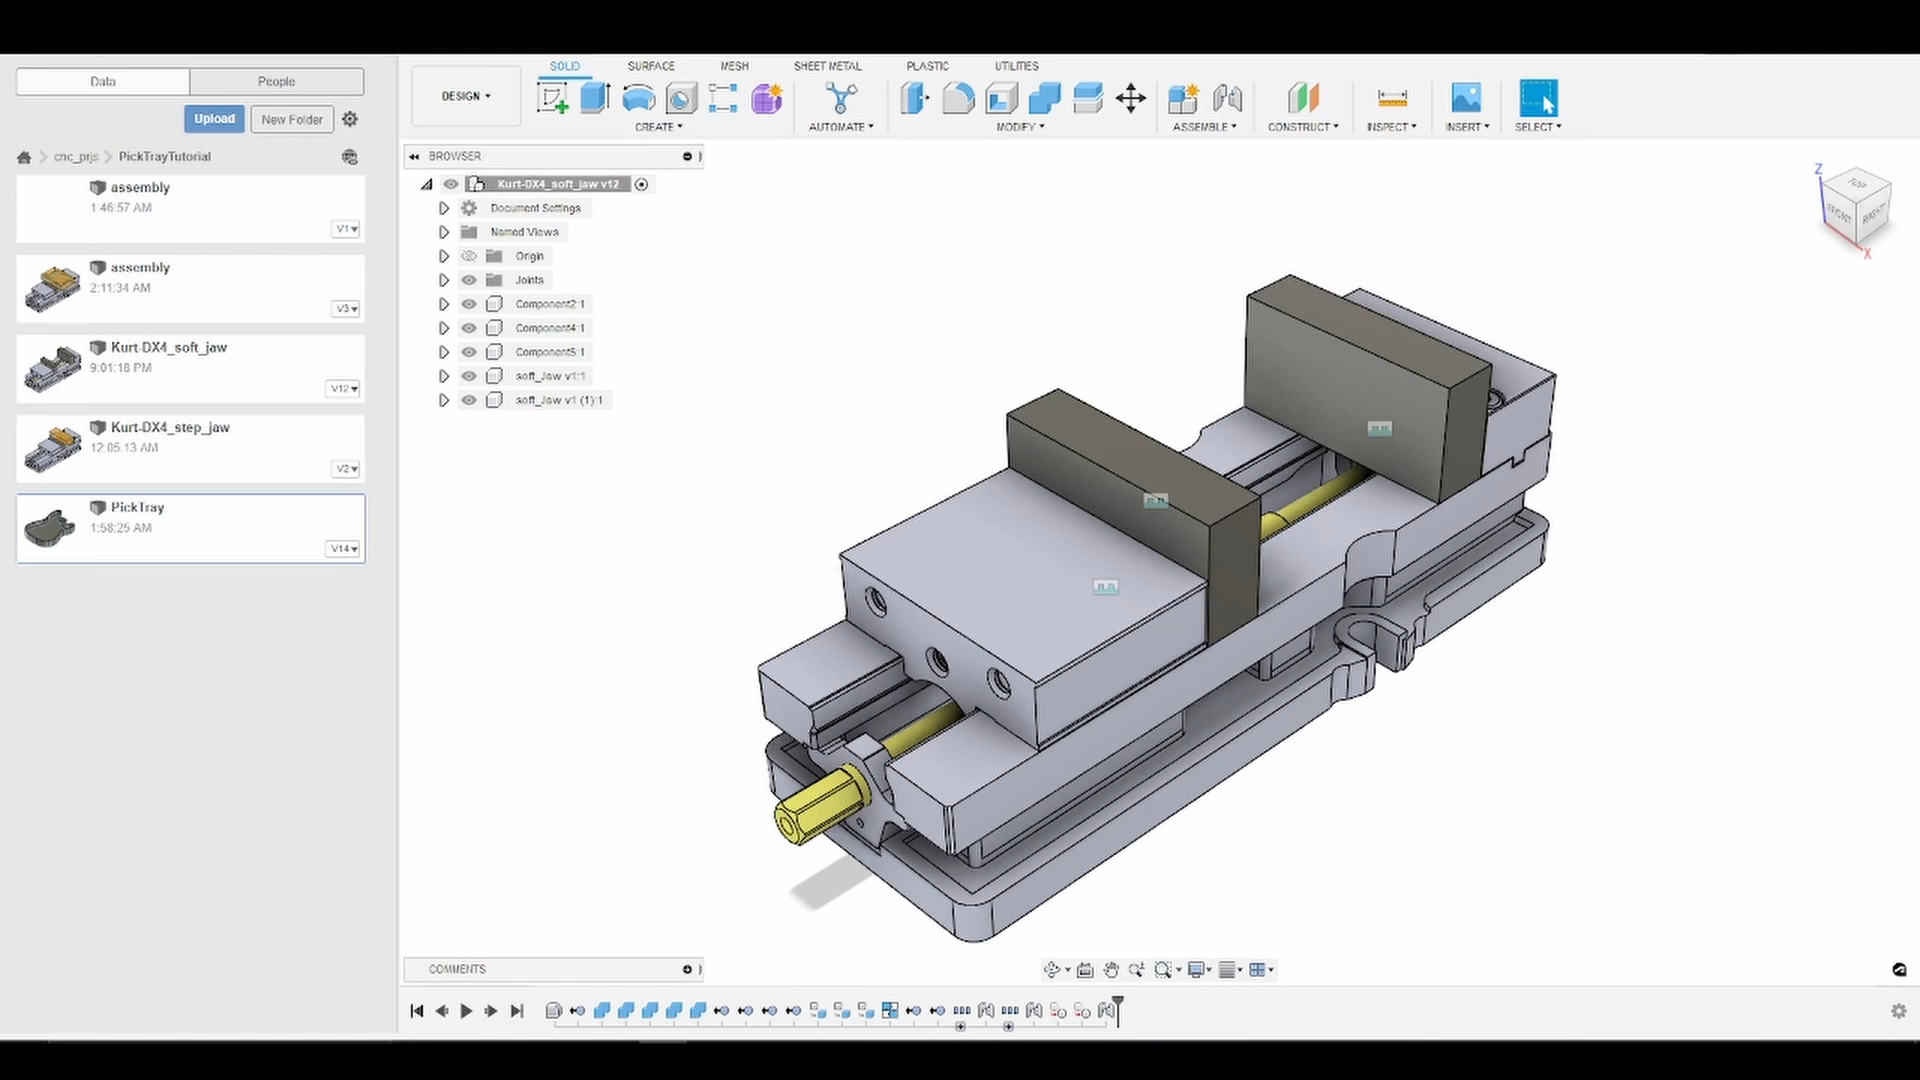 Data
People
Upload
New Folder
cnc_prjs
PickTrayTutorial
assembly
1:46:57 AM
V1
assembly
2:11:34 AM
V3
Kurt-DX4_soft_jaw
9:01:18 PM
V12
Kurt-DX4_step_jaw
12:05:13 AM
V2
PickTray
1:58:25 AM
V14
DESIGN
SOLID
SURFACE
MESH
SHEET METAL
PLASTIC
UTILITIES
CREATE
AUTOMATE
MODIFY
ASSEMBLE
CONSTRUCT
INSPECT
INSERT
SELECT
BROWSER
Kurt-DX4_soft_jaw v12
Document Settings
Named Views
Origin
Joints
Component2:1
Component4:1
Component5:1
soft_Jaw v1:1
soft_Jaw v1 (1):1
Z
TOP
FRONT
RIGHT
X
COMMENTS